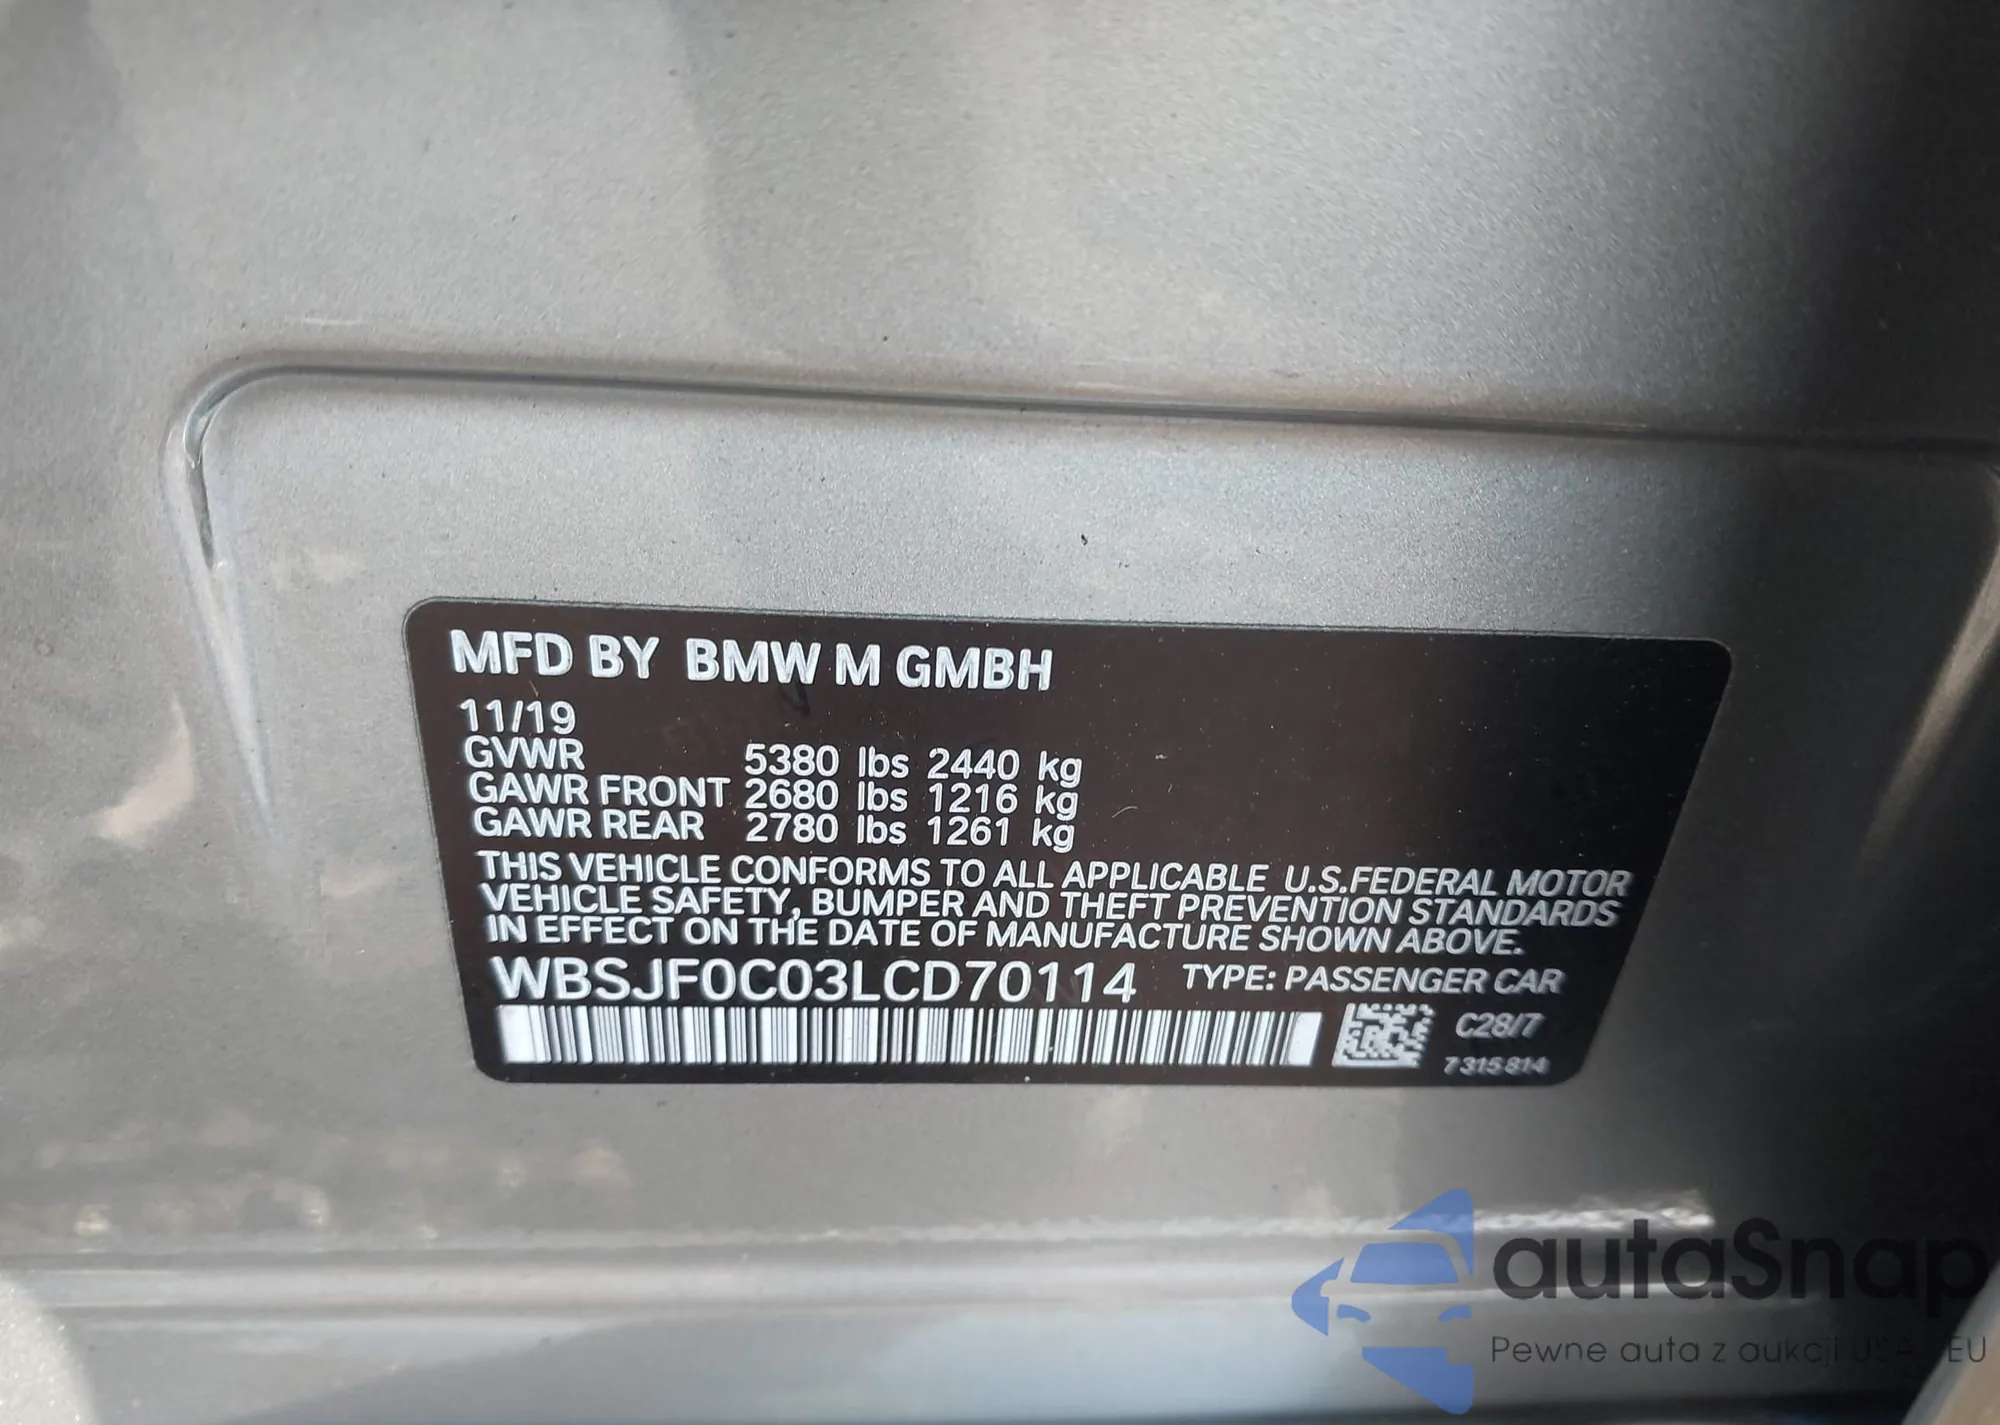 MFD BY BMW M GMBH
11/19
GVWR 5380 lbs 2440 kg
GAWR FRONT 2680 lbs 1216 kg
GAWR REAR 2780 lbs 1261 kg
THIS VEHICLE CONFORMS TO ALL APPLICABLE U.S.FEDERAL MOTOR
VEHICLE SAFETY, BUMPER AND THEFT PREVENTION STANDARDS
IN EFFECT ON THE DATE OF MANUFACTURE SHOWN ABOVE.
WBSJF0C03LCD70114 TYPE: PASSENGER CAR
C28/7
7315814
autaSnap
Pewne auta z aukcji USA, EU